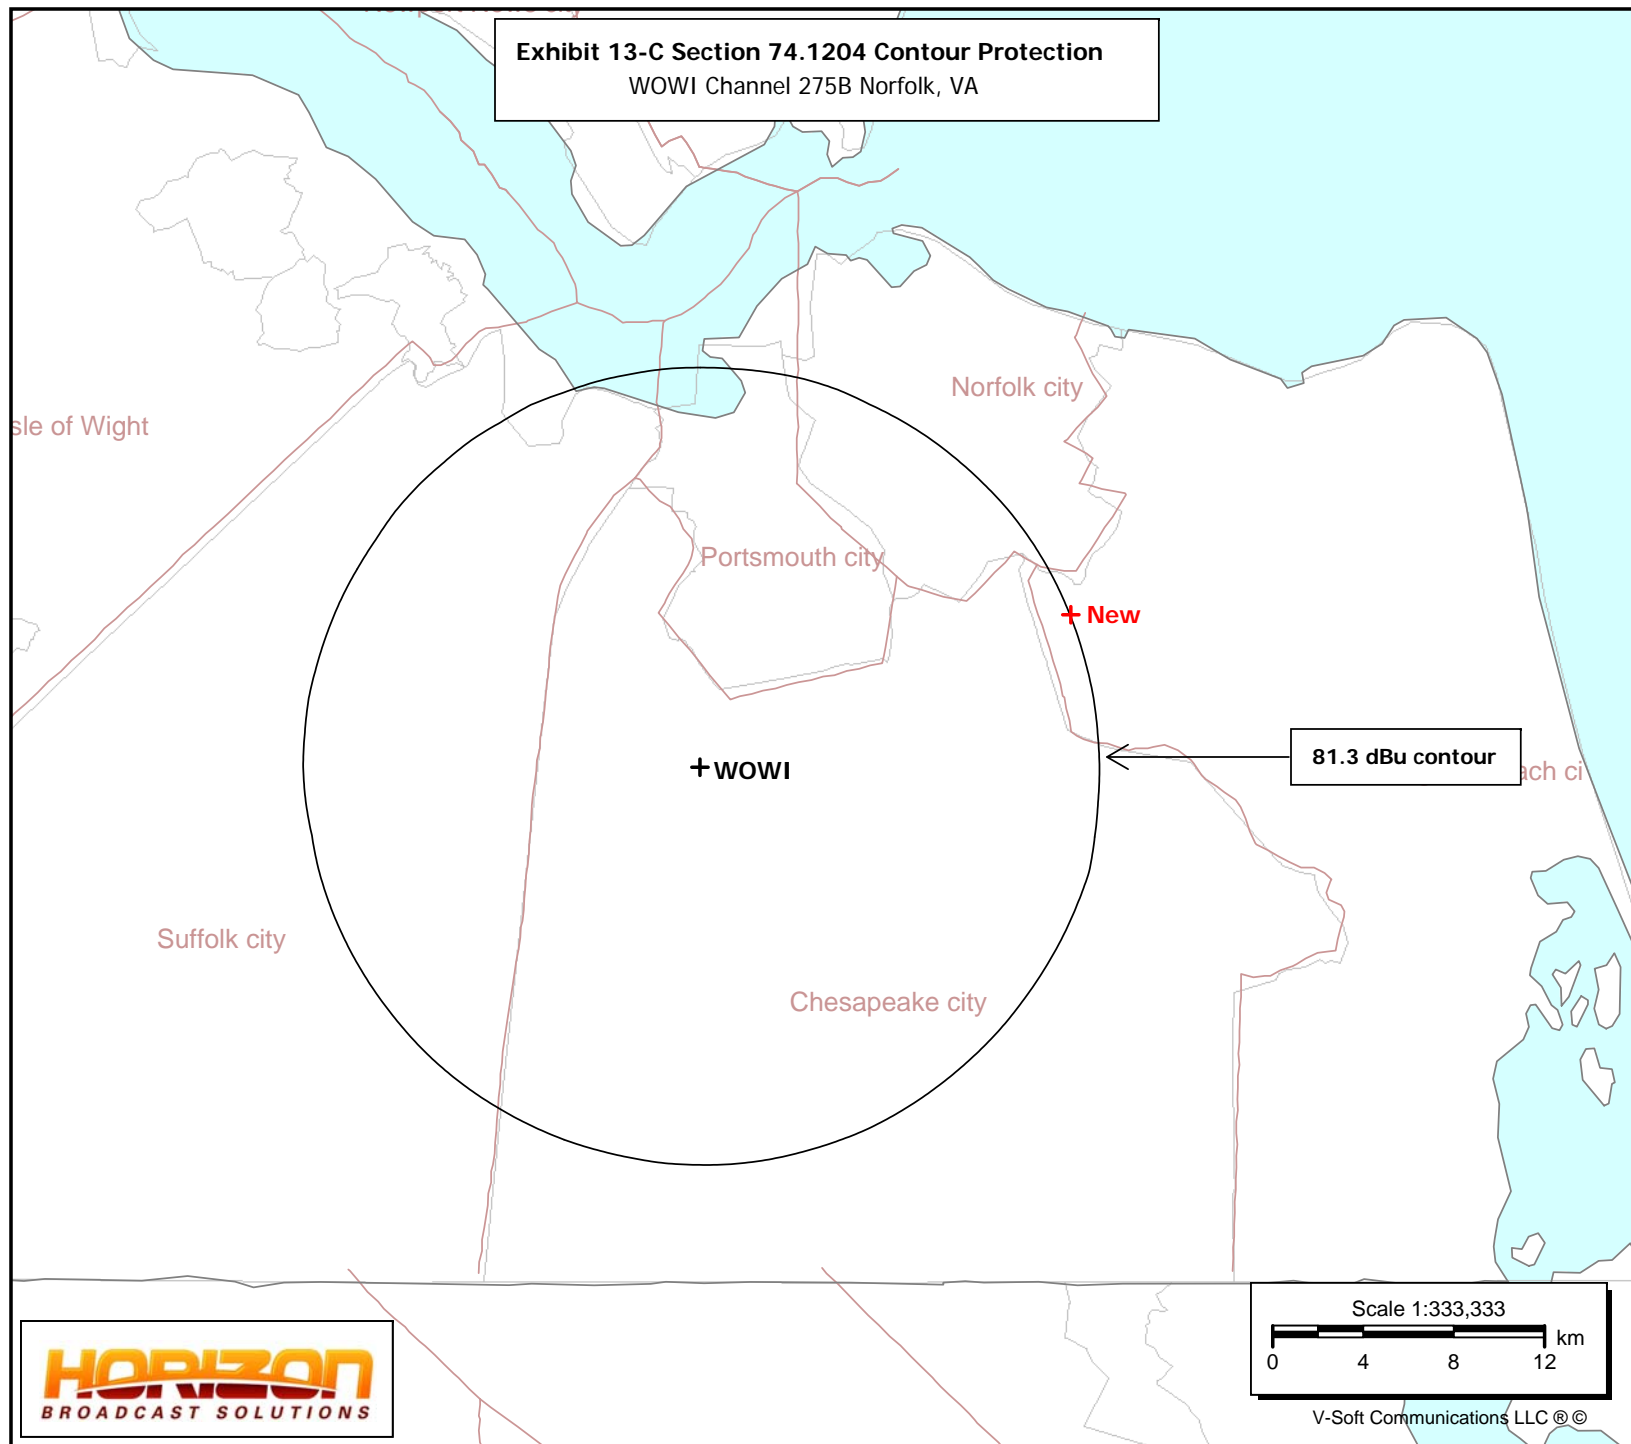 Exhibit 13-C Section 74.1204 Contour Protection
WOWI Channel 275B Norfolk, VA
Norfolk city
sle of Wight
Portsmouth city
New
81.3 dBu contour
ach ci
WOWI
Suffolk city
Chesapeake city
Scale 1:333,333
km
0 4 8 12
HORIZON
BROADCAST SOLUTIONS
V-Soft Communications LLC ® ©